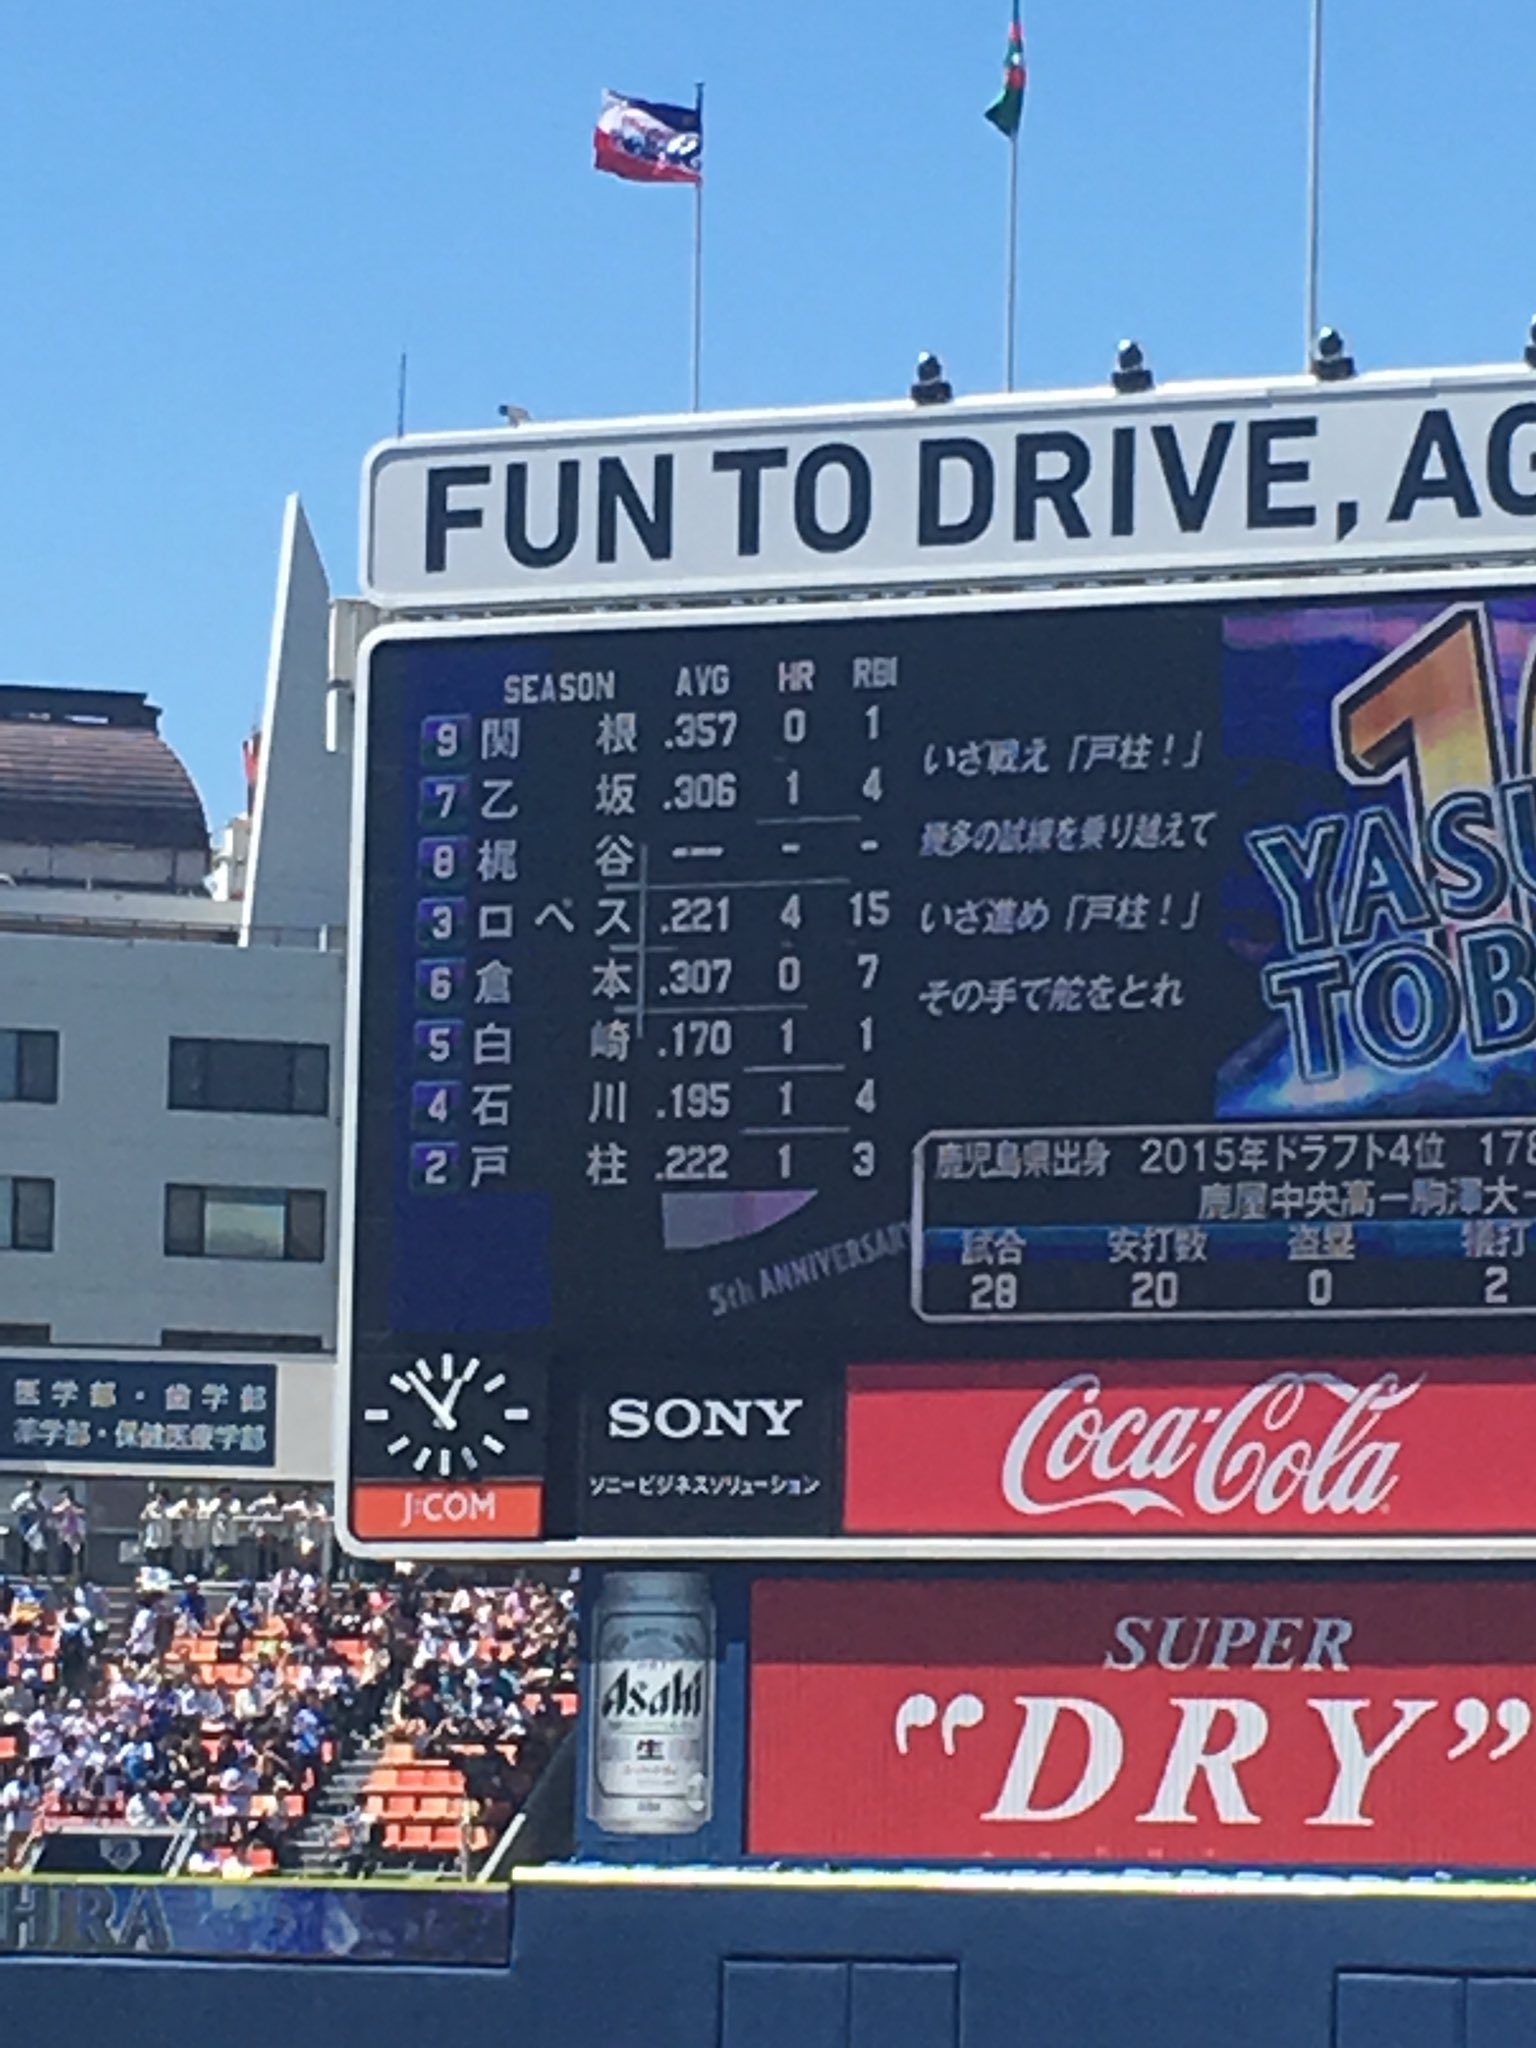 FUN TO DRIVE, AG
SEASON AVG HR RBI
9 関根 .357 0 1
7 乙坂 .306 1 4
8 梶谷 --- - -
3 ロペス .221 4 15
6 倉本 .307 0 7
5 白崎 .170 1 1
4 石川 .195 1 4
2 戸柱 .222 1 3
いざ戦え「戸柱!」
幾多の試練を乗り越えて
いざ進め「戸柱!」
その手で舵をとれ
YASU
TOB
鹿児島県出身 2015年ドラフト4位 178
鹿屋中央高ー駒澤大ー
試合 安打数 盗塁 犠打
28 20 0 2
5th ANNIVERSARY
J:COM
SONY
ソニービジネスソリューション
Coca-Cola
医学部・歯学部
薬学部・保健医療学部
Asahi
生
SUPER
"DRY"
HIRA